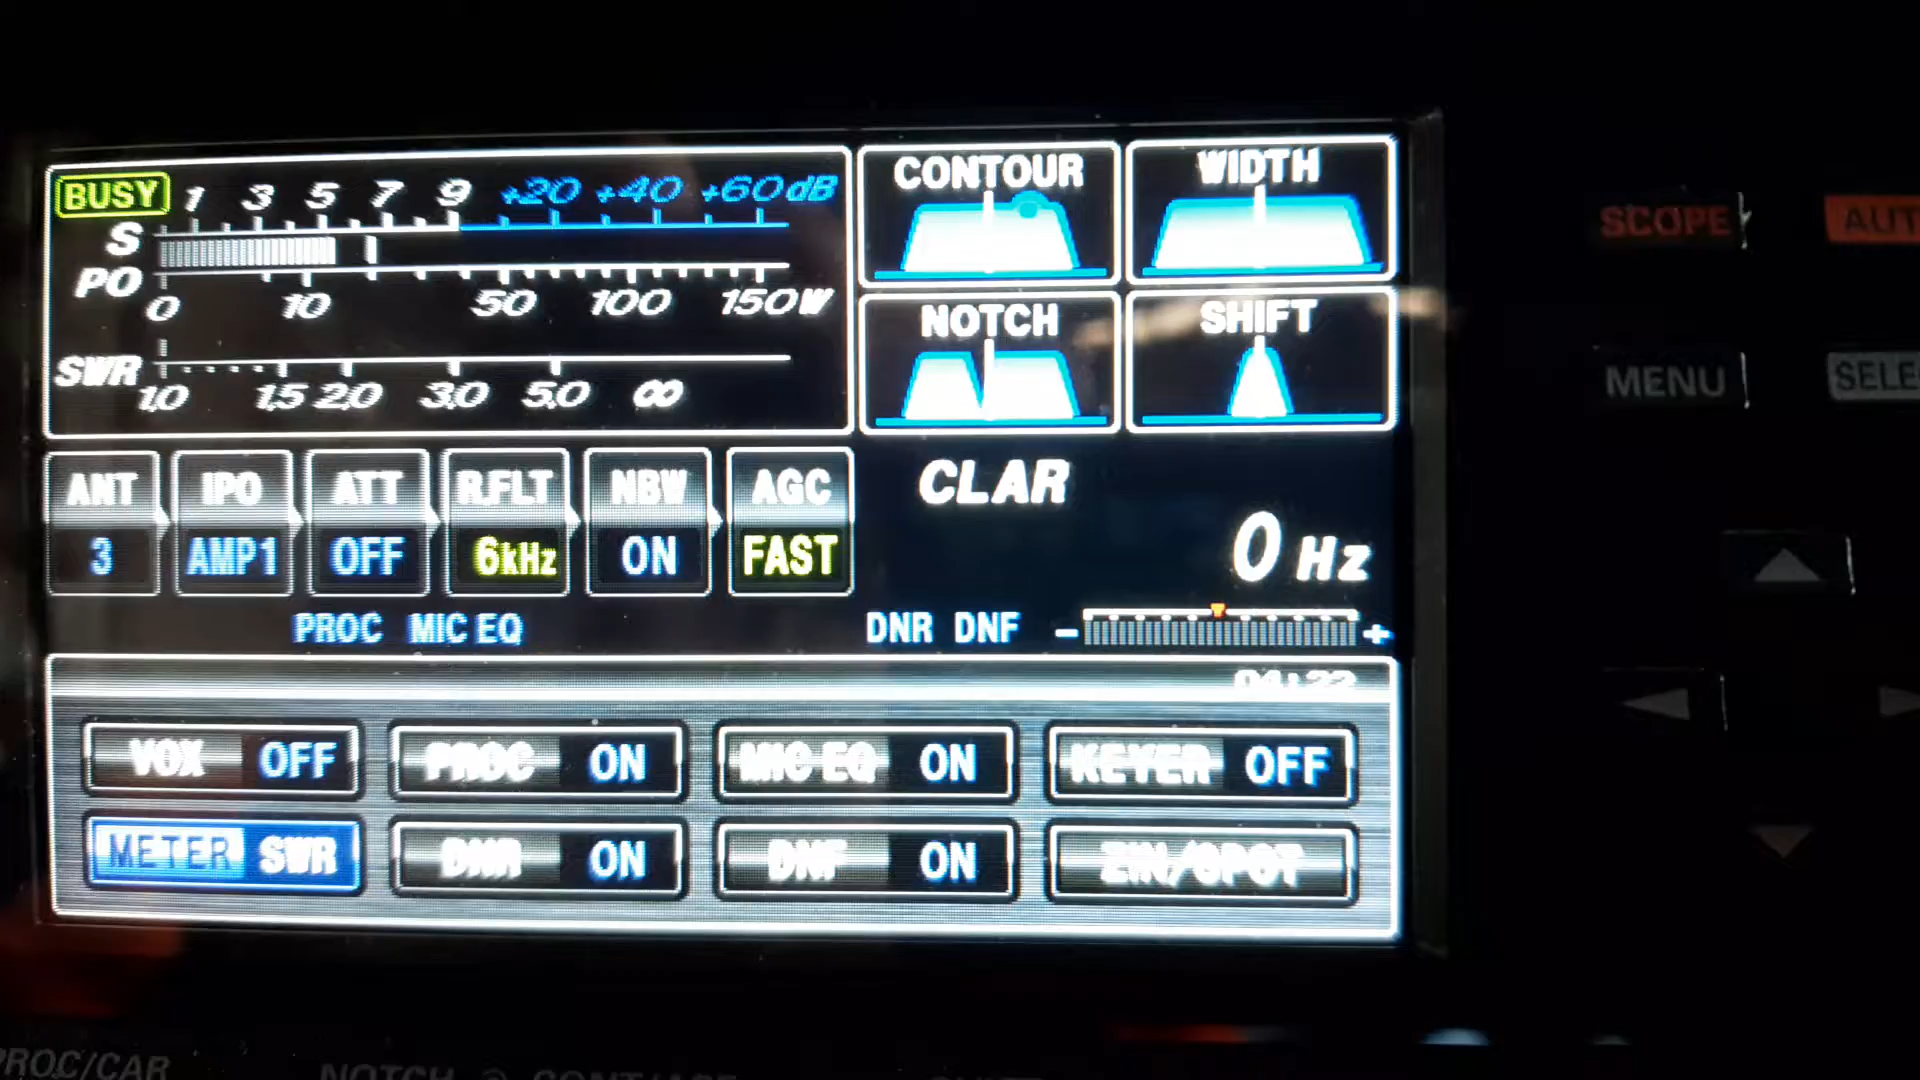 BUSY 1 3 5 7 9 +20 +40 +60dB
S
PO
0 10 50 100 150W
SWR
1.0 1.5 2.0 3.0 5.0 ∞
CONTOUR
WIDTH
NOTCH
SHIFT
ANT IPO ATT R.FLT NBW AGC
3 AMP1 OFF 6kHz ON FAST
CLAR
0 Hz
PROC MIC EQ
DNR DNF - +
04:22
VOX OFF PROC ON MIC EQ ON KEYER OFF
METER SWR DNR ON DNF ON ZIN/SPOT
SCOPE
MENU
PROC/CAR
NOTCH